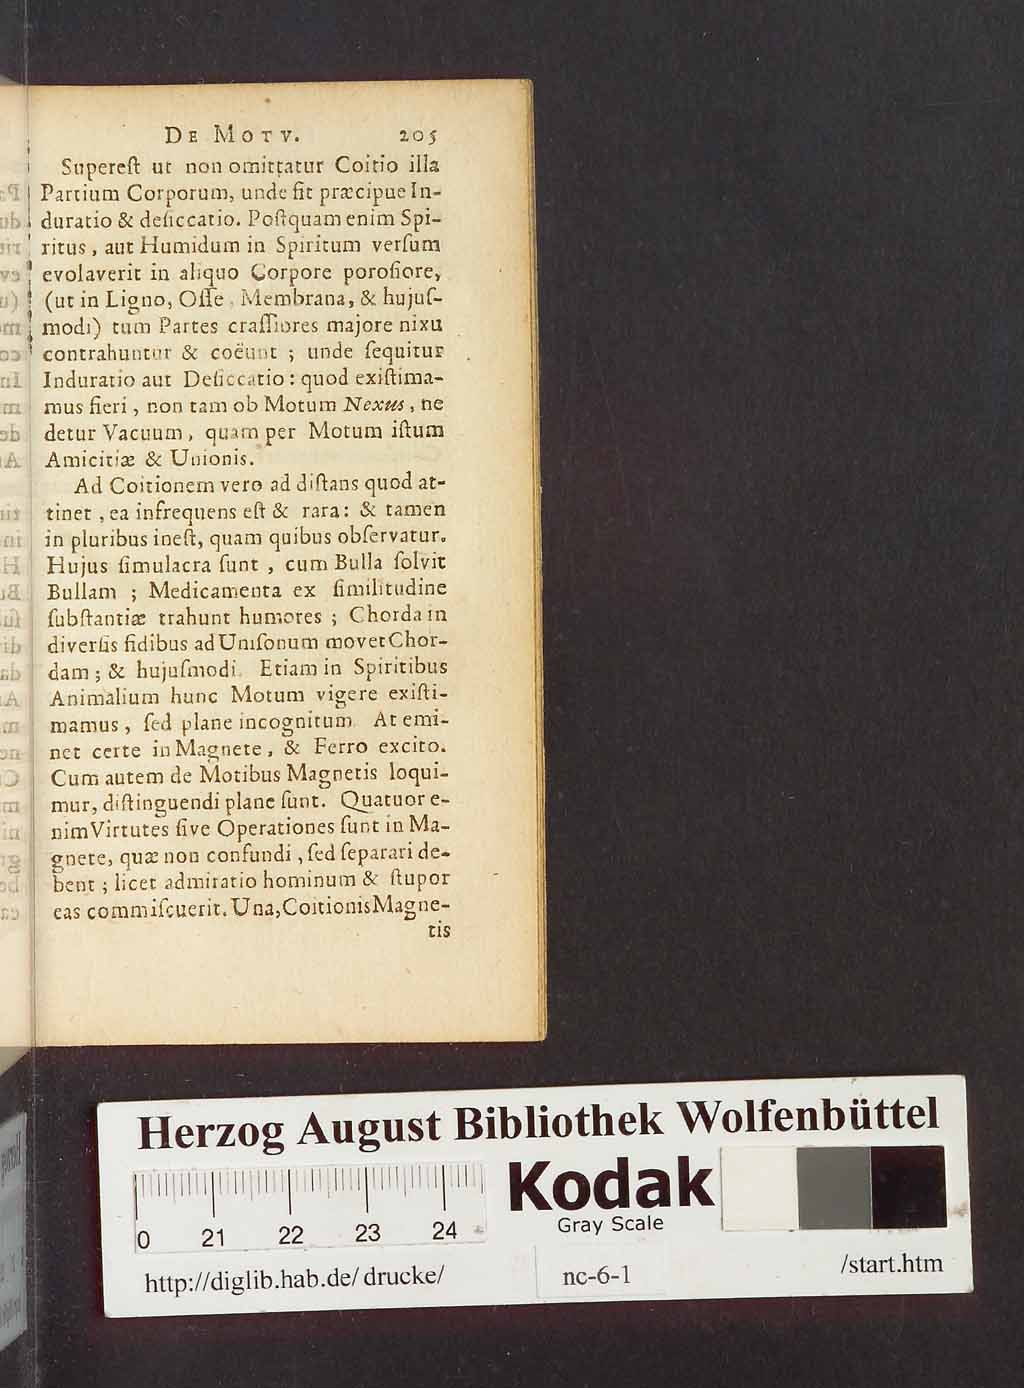 DE MOTV. 205
Supereſt ut non omittatur Coitio illa
Partium Corporum, unde fit præcipue In-
duratio & deſiccatio. Poſtquam enim Spi-
ritus, aut Humidum in Spiritum verſum
evolaverit in aliquo Corpore poroſiore,
(ut in Ligno, Oſſe, Membrana, & hujuſ-
modi) tum Partes craſſiores majore nixu
contrahuntur & coëunt ; unde ſequitur
Induratio aut Deſiccatio : quod exiſtima-
mus fieri, non tam ob Motum Nexus, ne
detur Vacuum, quam per Motum iſtum
Amicitiæ & Unionis.
Ad Coitionem vero ad diſtans quod at-
tinet, ea infrequens eſt & rara: & tamen
in pluribus ineſt, quam quibus obſervatur.
Hujus ſimulacra ſunt, cum Bulla ſolvit
Bullam ; Medicamenta ex ſimilitudine
ſubſtantiæ trahunt humores ; Chorda in
diverſis fidibus ad Uniſonum movet Chor-
dam ; & hujuſmodi. Etiam in Spiritibus
Animalium hunc Motum vigere exiſti-
mamus, ſed plane incognitum. At emi-
net certe in Magnete, & Ferro excito.
Cum autem de Motibus Magnetis loqui-
mur, diſtinguendi plane ſunt. Quatuor e-
nim Virtutes ſive Operationes ſunt in Ma-
gnete, quæ non confundi, ſed ſeparari de-
bent ; licet admiratio hominum & ſtupor
eas commiſcuerit. Una, Coitionis Magne-
tis
Herzog August Bibliothek Wolfenbüttel
Kodak
Gray Scale
0 21 22 23 24
http://diglib.hab.de/drucke/ nc-6-1 /start.htm